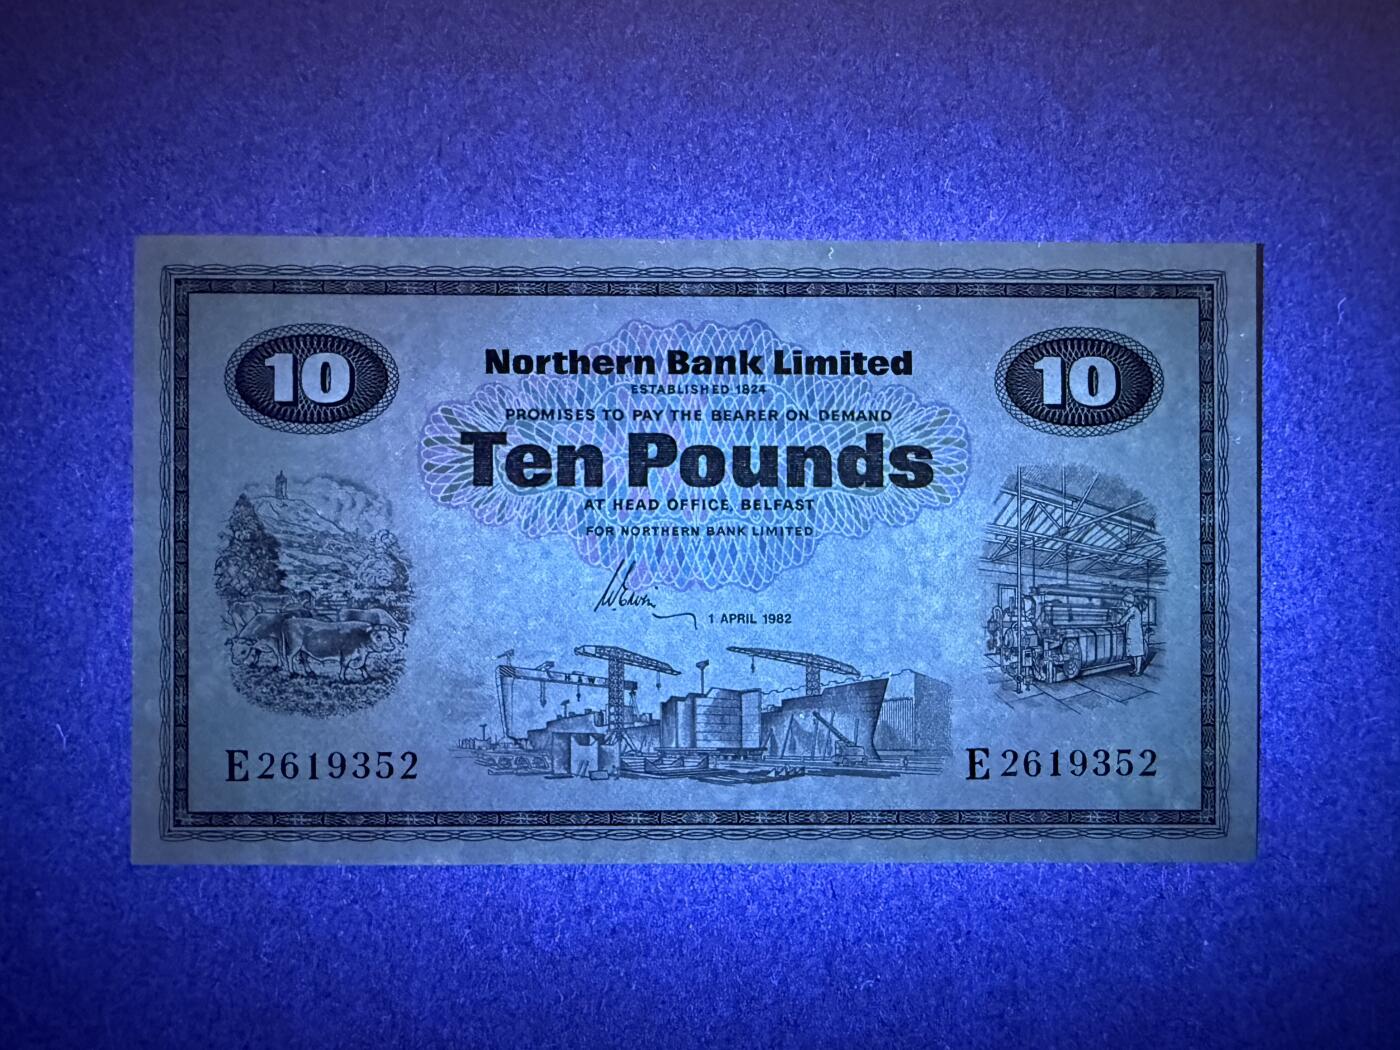 10
10
Northern Bank Limited
ESTABLISHED 1824
PROMISES TO PAY THE BEARER ON DEMAND
Ten Pounds
AT HEAD OFFICE, BELFAST
FOR NORTHERN BANK LIMITED
1 APRIL 1982
H&W
E2619352
E2619352